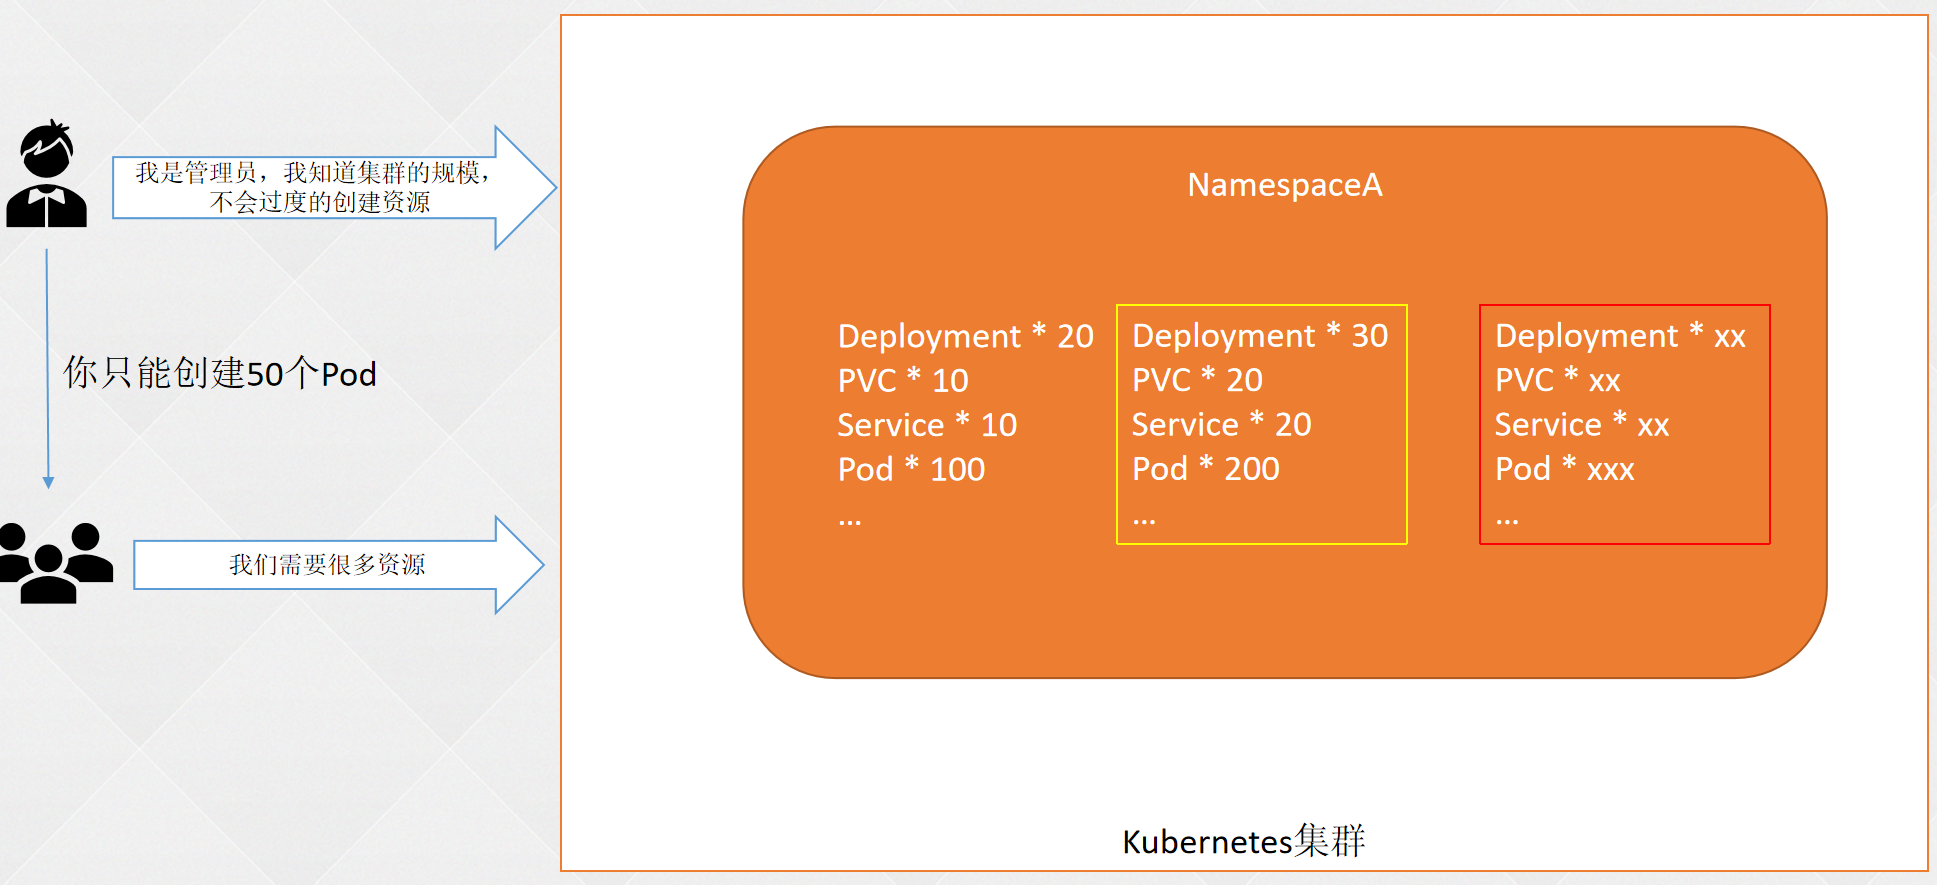 我是管理员，我知道集群的规模，
不会过度的创建资源
你只能创建50个Pod
我们需要很多资源
NamespaceA
Deployment * 20
PVC * 10
Service * 10
Pod * 100
...
Deployment * 30
PVC * 20
Service * 20
Pod * 200
...
Deployment * xx
PVC * xx
Service * xx
Pod * xxx
...
Kubernetes集群